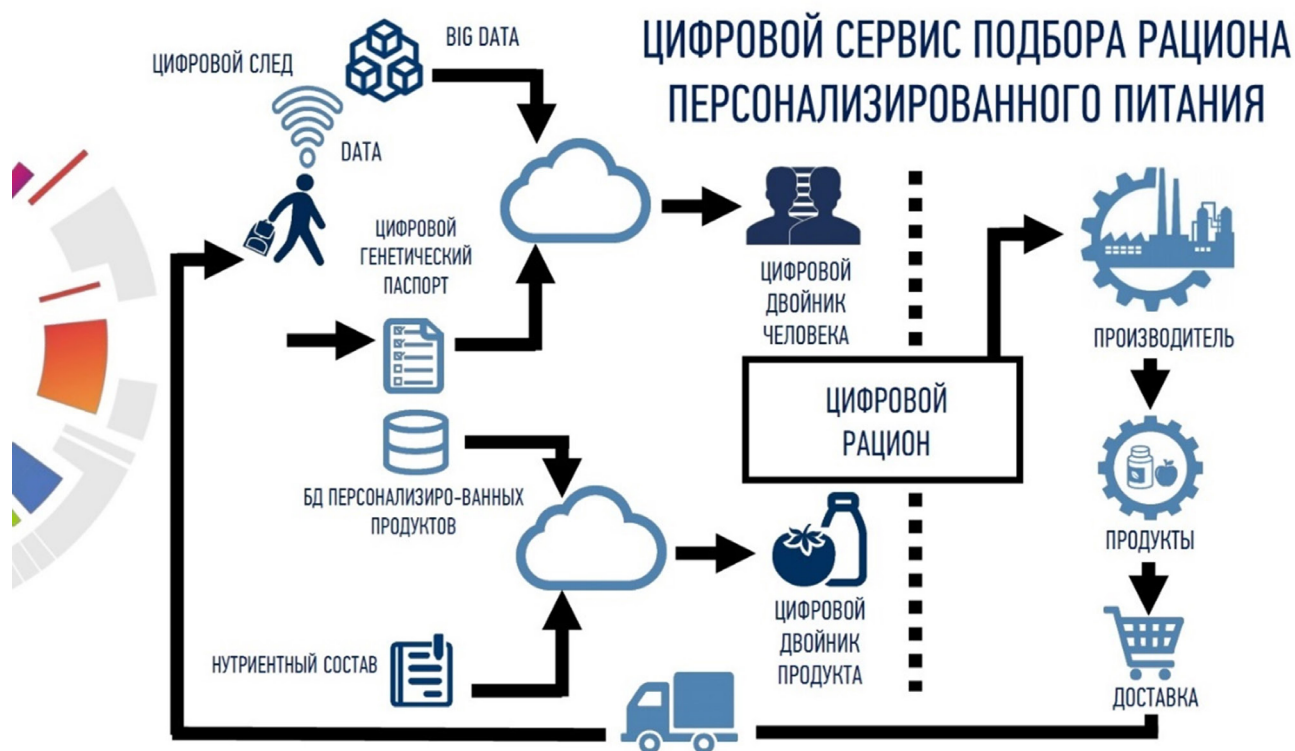 ЦИФРОВОЙ СЕРВИС ПОДБОРА РАЦИОНА
ПЕРСОНАЛИЗИРОВАННОГО ПИТАНИЯ
BIG DATA
ЦИФРОВОЙ СЛЕД
DATA
ЦИФРОВОЙ
ГЕНЕТИЧЕСКИЙ
ПАСПОРТ
ЦИФРОВОЙ
ДВОЙНИК
ЧЕЛОВЕКА
БД ПЕРСОНАЛИЗИРО-ВАННЫХ
ПРОДУКТОВ
НУТРИЕНТНЫЙ СОСТАВ
ЦИФРОВОЙ
ДВОЙНИК
ПРОДУКТА
ЦИФРОВОЙ
РАЦИОН
ПРОИЗВОДИТЕЛЬ
ПРОДУКТЫ
ДОСТАВКА